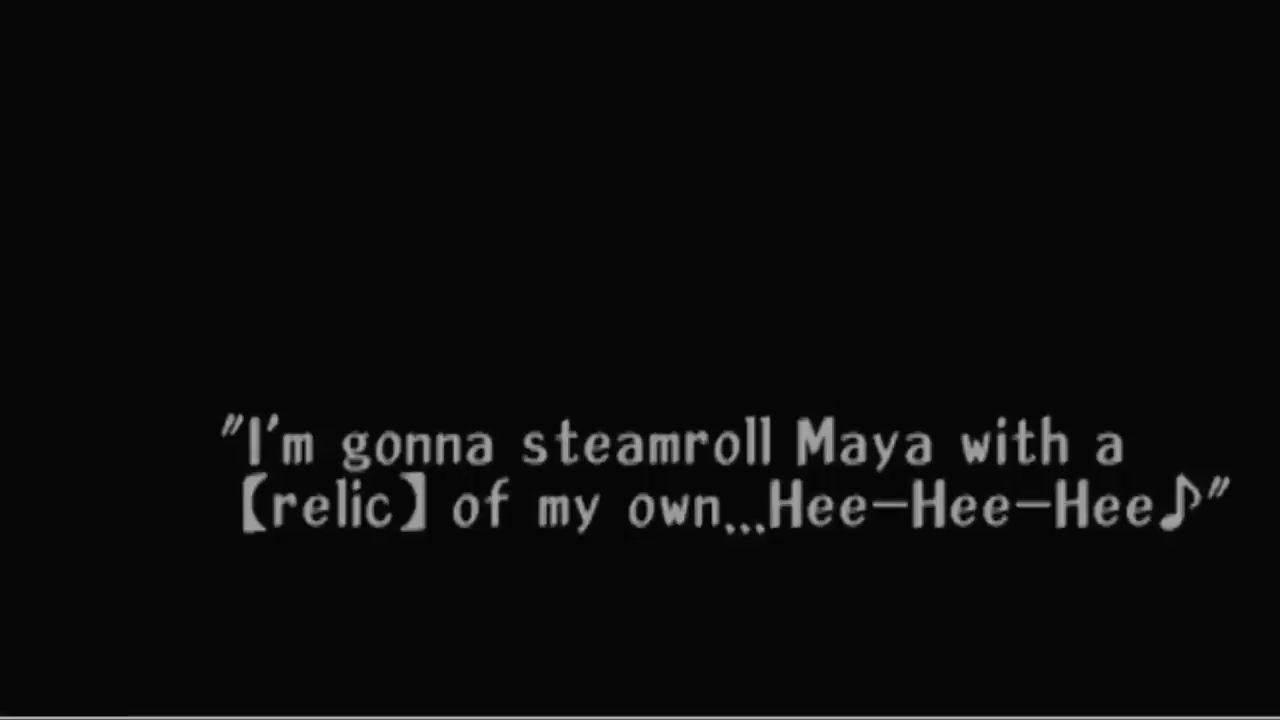 "I'm gonna steamroll Maya with a
【relic】 of my own...Hee-Hee-Hee♪"